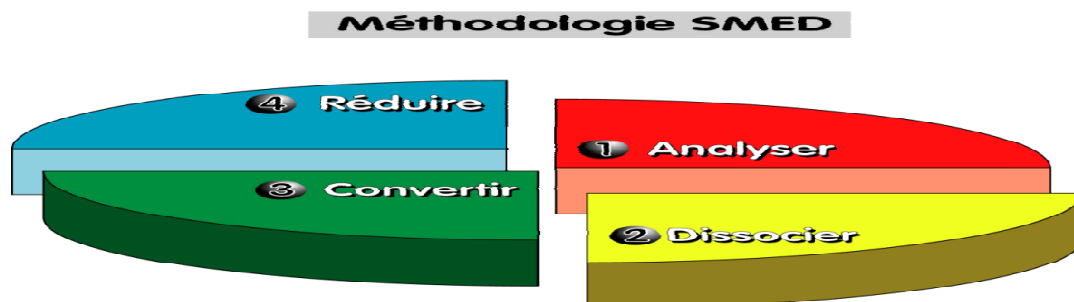 Méthodologie SMED
1 Analyser
2 Dissocier
3 Convertir
4 Réduire